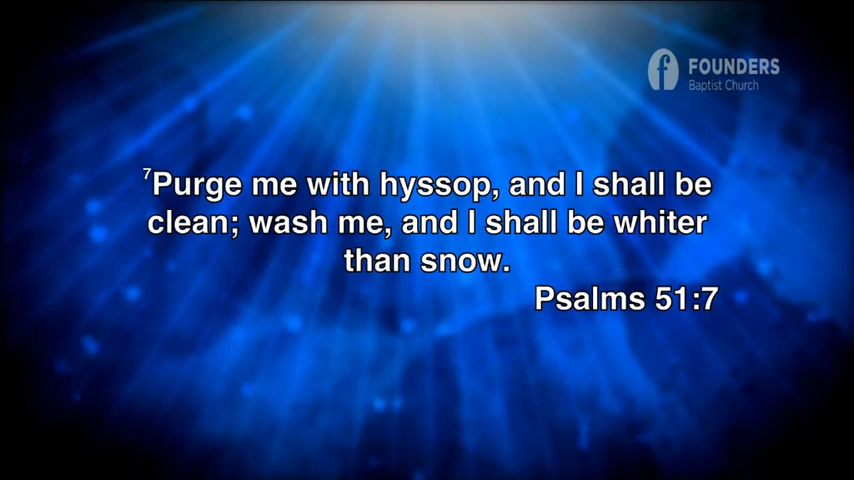 FOUNDERS
Baptist Church
7Purge me with hyssop, and I shall be
clean; wash me, and I shall be whiter
than snow.
Psalms 51:7